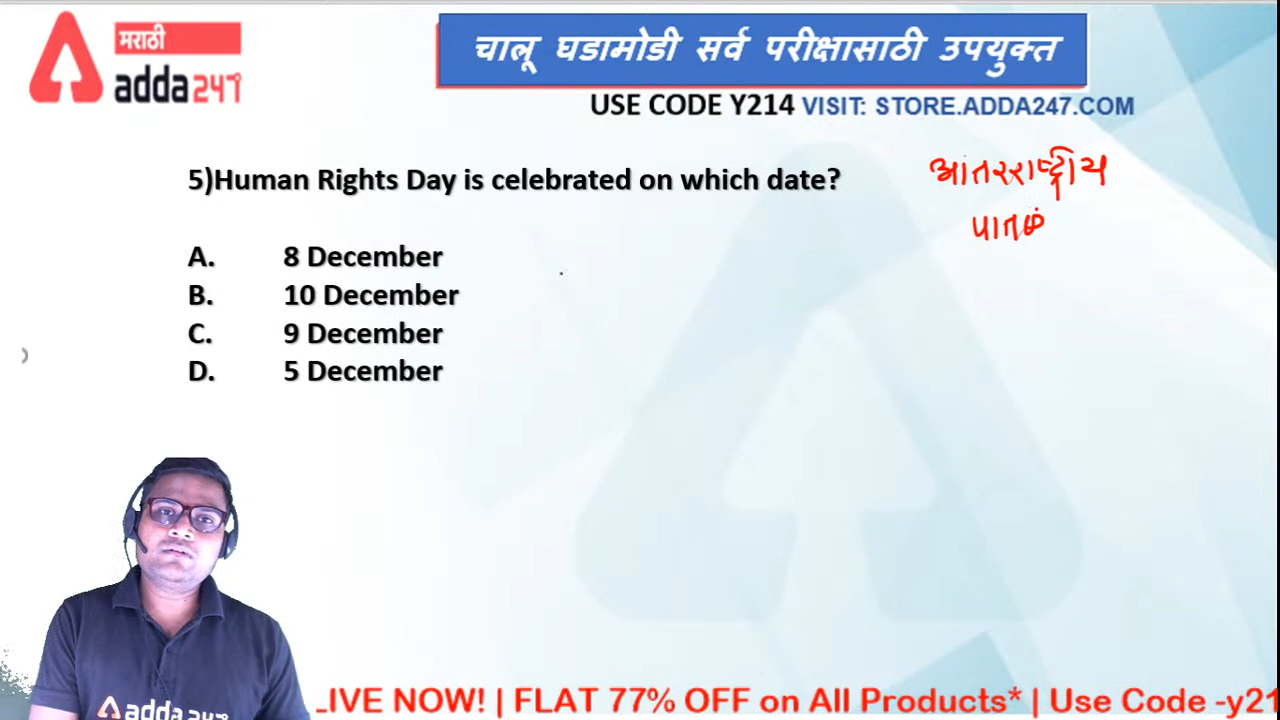 मराठी
adda247
चालू घडामोडी सर्व परीक्षासाठी उपयुक्त
USE CODE Y214 VISIT: STORE.ADDA247.COM
5)Human Rights Day is celebrated on which date?
आंतरराष्ट्रीय
A. 8 December
B. 10 December
C. 9 December
D. 5 December
adda247
LIVE NOW! | FLAT 77% OFF on All Products* | Use Code -y21